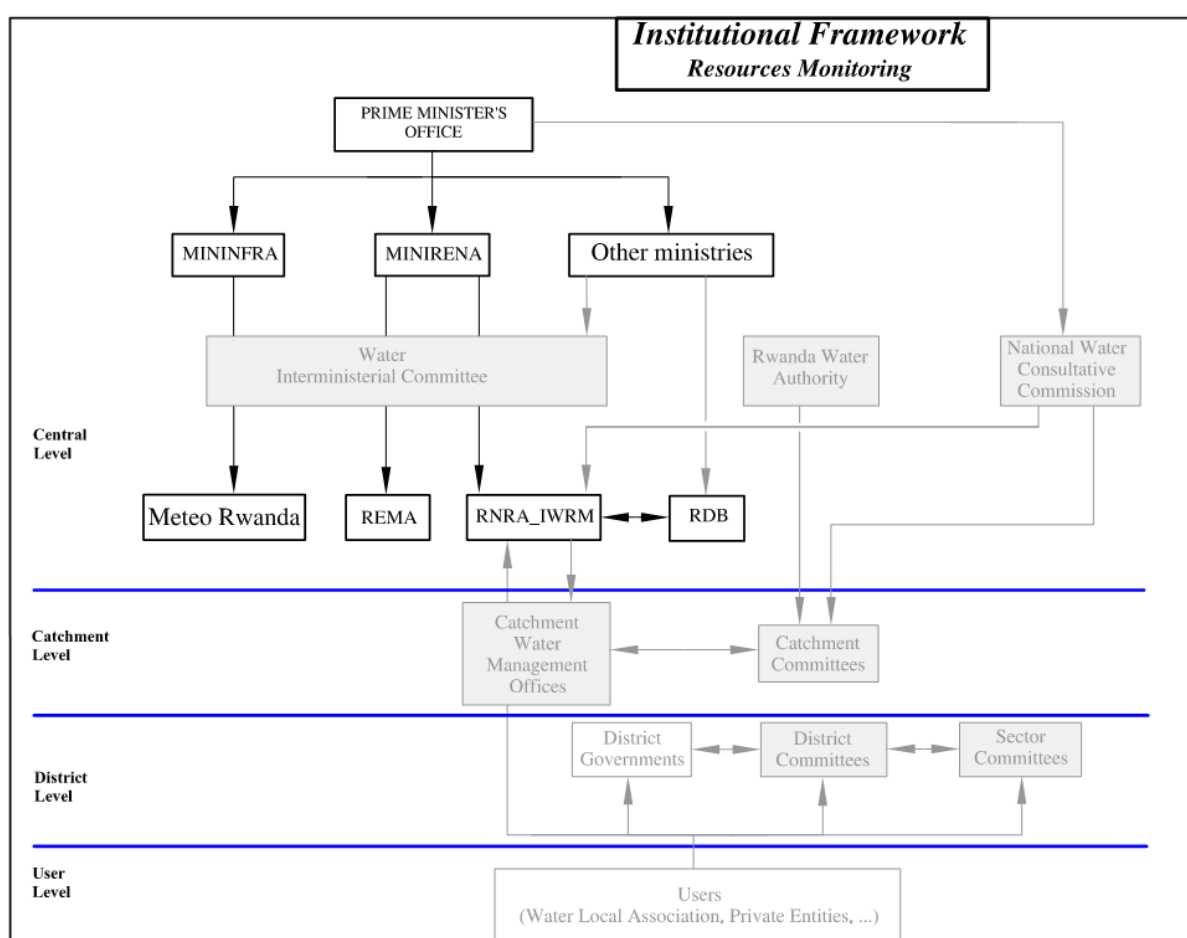 Institutional Framework
Resources Monitoring
PRIME MINISTER'S
OFFICE
MININFRA
MINIRENA
Other ministries
Water
Interministerial Committee
Rwanda Water
Authority
National Water
Consultative
Commission
Central
Level
Meteo Rwanda
REMA
RNRA_IWRM
RDB
Catchment
Level
Catchment
Water
Management
Offices
Catchment
Committees
District
Level
District
Governments
District
Committees
Sector
Committees
User
Level
Users
(Water Local Association, Private Entities, ...)